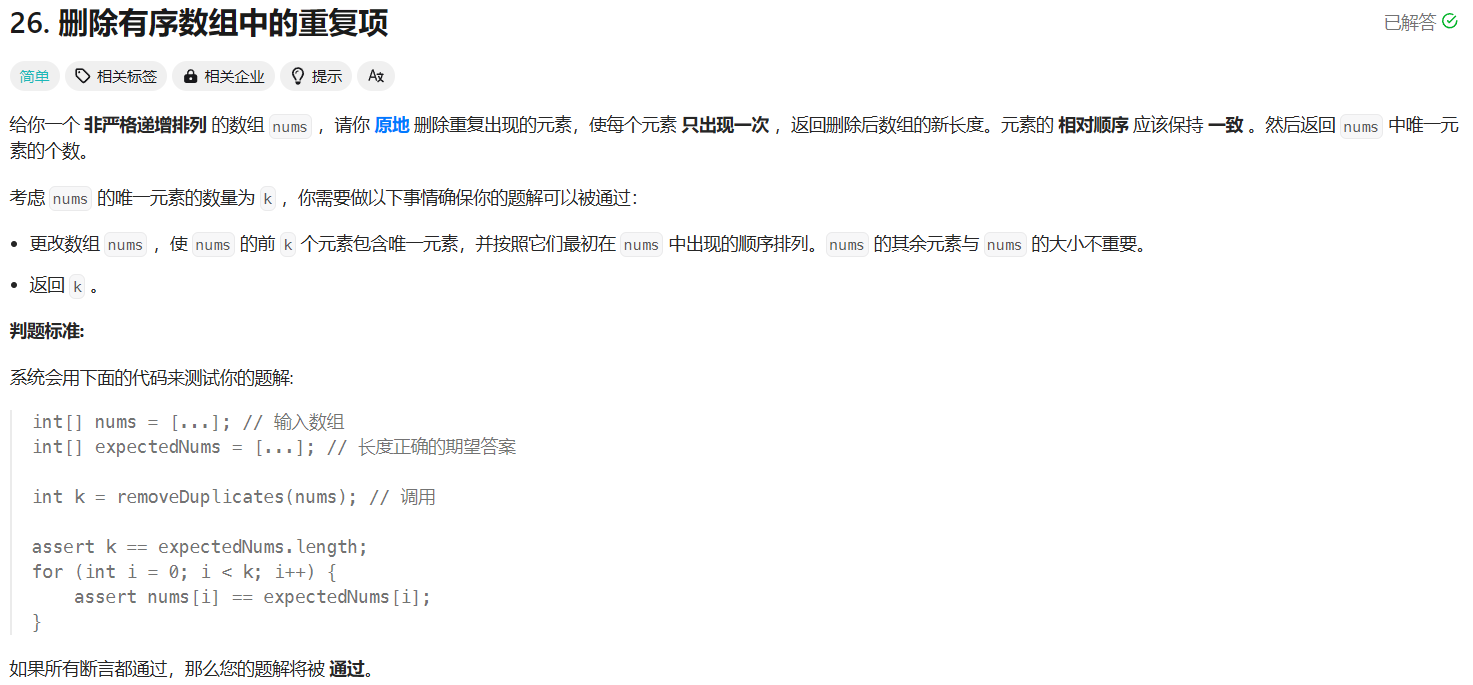 26. 删除有序数组中的重复项
已解答
简单 相关标签 相关企业 提示 Aあ
给你一个 非严格递增排列 的数组 nums ，请你 原地 删除重复出现的元素，使每个元素 只出现一次 ，返回删除后数组的新长度。元素的 相对顺序 应该保持 一致 。然后返回 nums 中唯一元
素的个数。
考虑 nums 的唯一元素的数量为 k ，你需要做以下事情确保你的题解可以被通过：
• 更改数组 nums ，使 nums 的前 k 个元素包含唯一元素，并按照它们最初在 nums 中出现的顺序排列。nums 的其余元素与 nums 的大小不重要。
• 返回 k 。
判题标准:
系统会用下面的代码来测试你的题解:
int[] nums = [...]; // 输入数组
int[] expectedNums = [...]; // 长度正确的期望答案
int k = removeDuplicates(nums); // 调用
assert k == expectedNums.length;
for (int i = 0; i < k; i++) {
    assert nums[i] == expectedNums[i];
}
如果所有断言都通过，那么您的题解将被 通过。